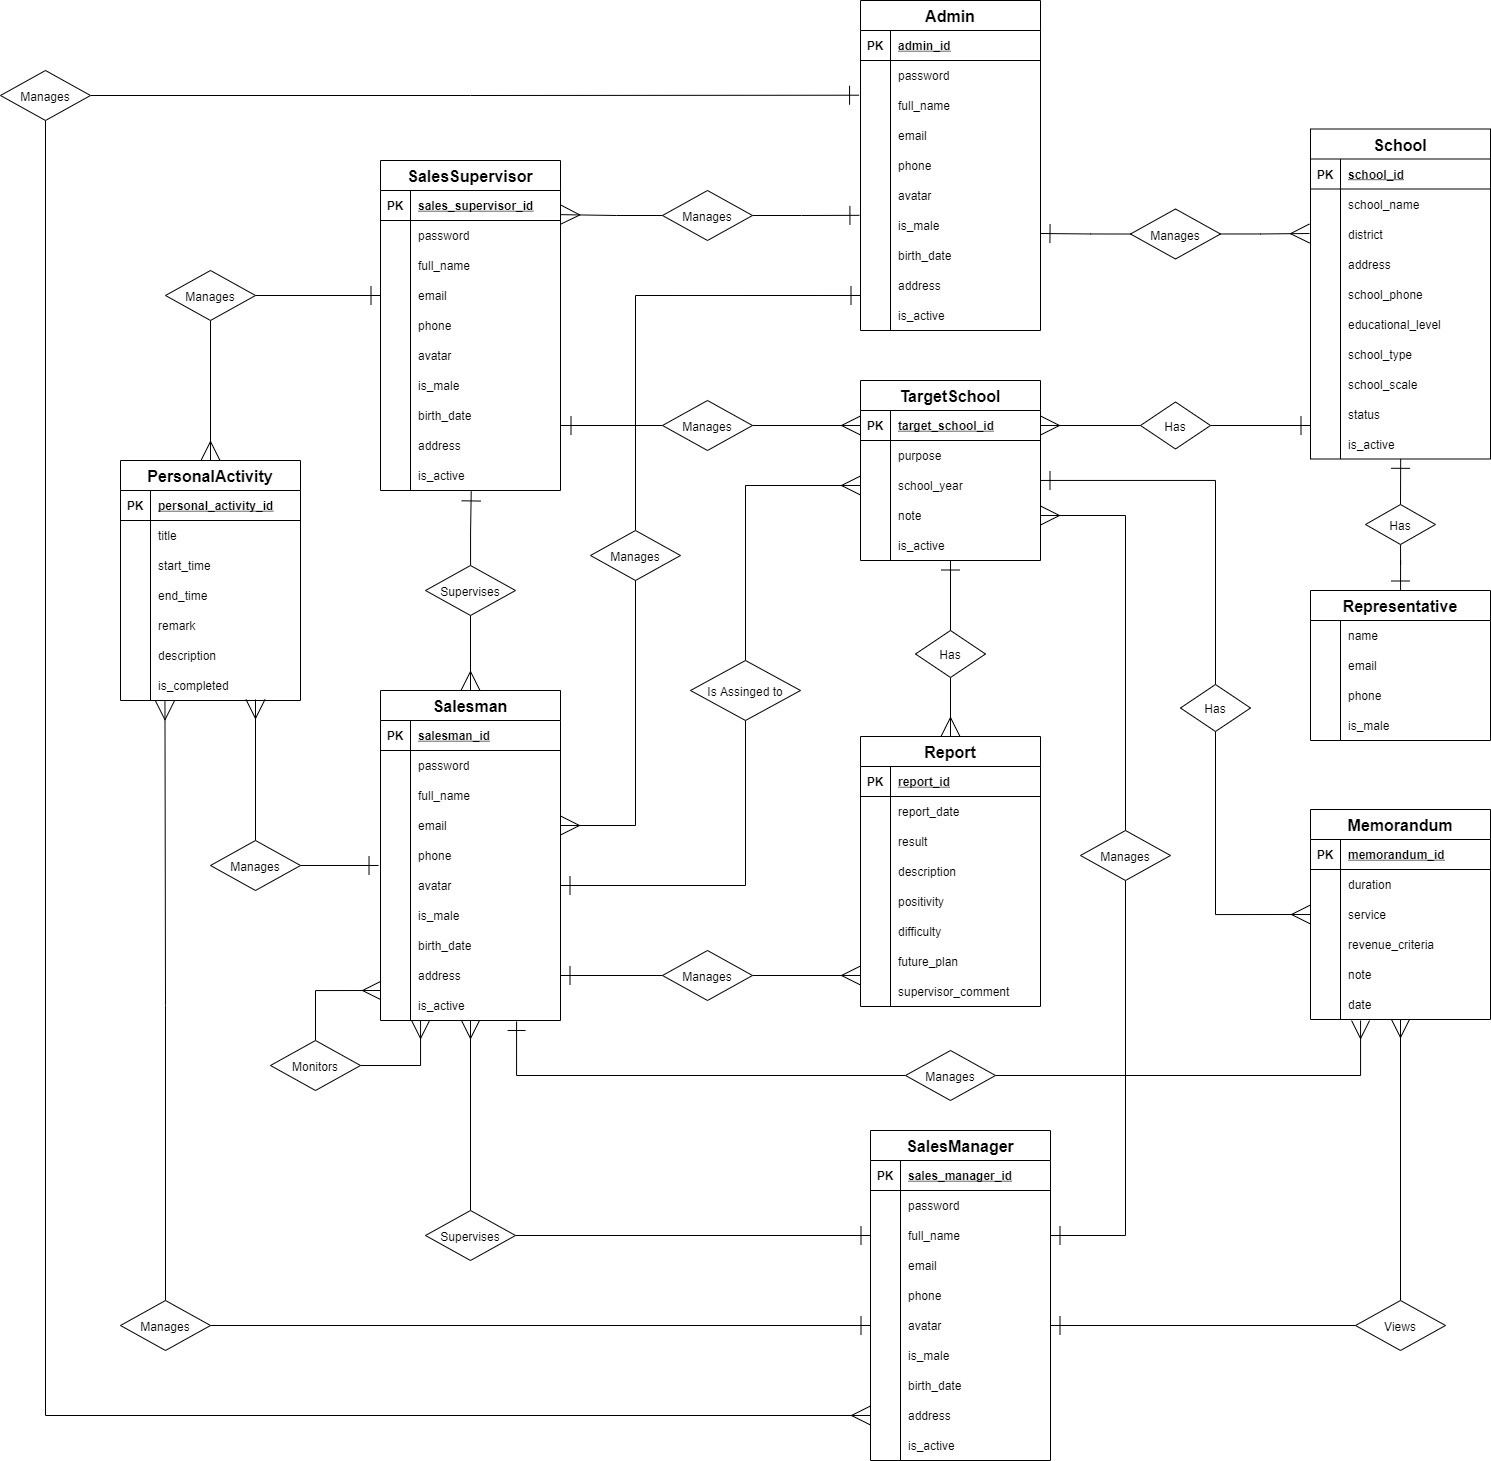 Admin
PK admin_id
password
full_name
email
phone
avatar
is_male
birth_date
address
is_active
Manages
School
PK school_id
school_name
district
address
school_phone
educational_level
school_type
school_scale
status
is_active
SalesSupervisor
PK sales_supervisor_id
password
full_name
email
phone
avatar
is_male
birth_date
address
is_active
Manages
Manages
Manages
Manages
TargetSchool
PK target_school_id
purpose
school_year
note
is_active
Has
Has
PersonalActivity
PK personal_activity_id
title
start_time
end_time
remark
description
is_completed
Manages
Supervises
Representative
name
email
phone
is_male
Has
Is Assinged to
Has
Salesman
PK salesman_id
password
full_name
email
phone
avatar
is_male
birth_date
address
is_active
Report
PK report_id
report_date
result
description
positivity
difficulty
future_plan
supervisor_comment
Memorandum
PK memorandum_id
duration
service
revenue_criteria
note
date
Manages
Manages
Manages
Monitors
Manages
SalesManager
PK sales_manager_id
password
full_name
email
phone
avatar
is_male
birth_date
address
is_active
Supervises
Manages
Views